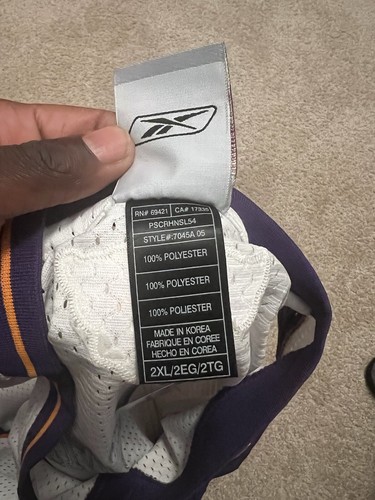 RN# 69421 CA# 17336
PSCRHNSL54
STYLE#:7045A 05
100% POLYESTER
100% POLYESTER
100% POLIESTER
MADE IN KOREA
FABRIQUE EN COREE
HECHO EN COREA
2XL/2EG/2TG